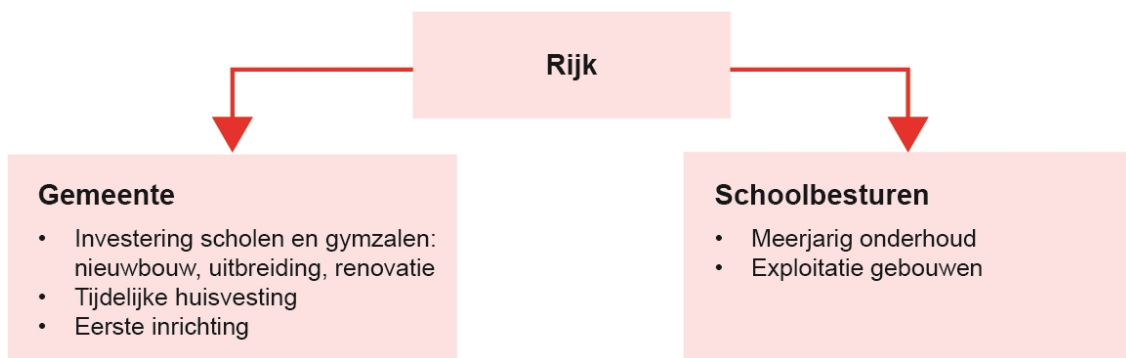 Rijk
Gemeente
• Investering scholen en gymzalen:
nieuwbouw, uitbreiding, renovatie
• Tijdelijke huisvesting
• Eerste inrichting
Schoolbesturen
• Meerjarig onderhoud
• Exploitatie gebouwen